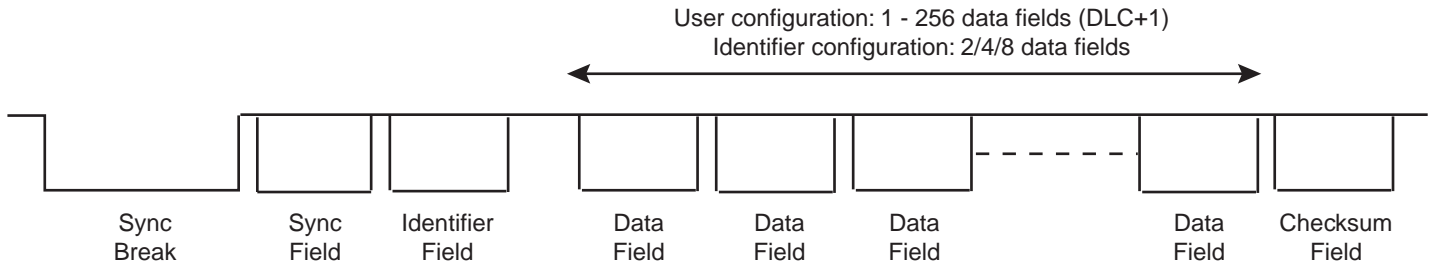 User configuration: 1 - 256 data fields (DLC+1)
Identifier configuration: 2/4/8 data fields
Sync
Break
Sync
Field
Identifier
Field
Data
Field
Data
Field
Data
Field
Data
Field
Checksum
Field